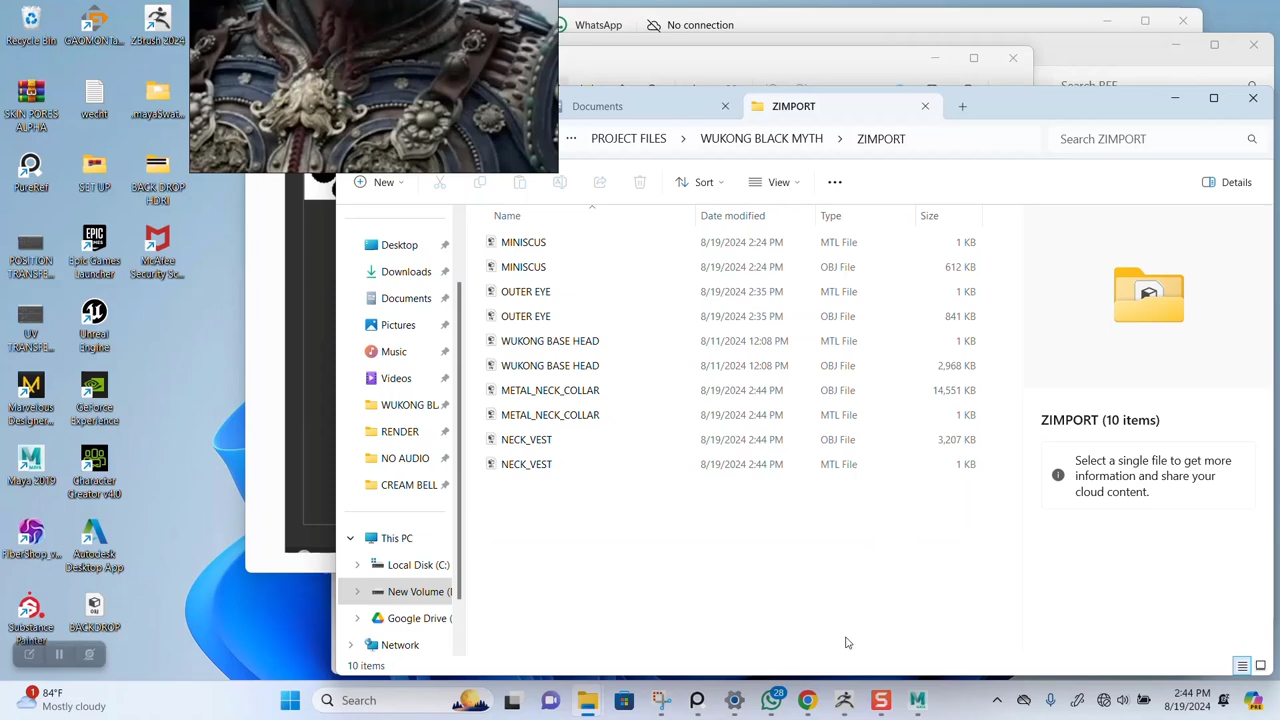 Recycle Bin
GAOMON ta...
ZBrush 2024
SKIN PORES
ALPHA
wecht
.mayaSwat...
PureRef
SET UP
BACK DROP
HDRI
POSITION
TRANSFE...
Epic Games
Launcher
McAfee
Security Sc...
UV
TRANSFE...
Unreal
Engine
Marvelous
Designer...
GeForce
Experience
Maya 2019
Character
Creator v4.0
FiberShop_v...
Autodesk
Desktop App
Substance
Painter
BACKDROP
WhatsApp
No connection
Documents
ZIMPORT
PROJECT FILES
WUKONG BLACK MYTH
ZIMPORT
Search ZIMPORT
New
Sort
View
Details
Desktop
Downloads
Documents
Pictures
Music
Videos
WUKONG BL
RENDER
NO AUDIO
CREAM BELL
This PC
Local Disk (C:)
New Volume (
Google Drive (
Network
10 items
Name Date modified Type Size
MINISCUS 8/19/2024 2:24 PM MTL File 1 KB
MINISCUS 8/19/2024 2:24 PM OBJ File 612 KB
OUTER EYE 8/19/2024 2:35 PM MTL File 1 KB
OUTER EYE 8/19/2024 2:35 PM OBJ File 841 KB
WUKONG BASE HEAD 8/11/2024 12:08 PM MTL File 1 KB
WUKONG BASE HEAD 8/11/2024 12:08 PM OBJ File 2,968 KB
METAL_NECK_COLLAR 8/19/2024 2:44 PM OBJ File 14,551 KB
METAL_NECK_COLLAR 8/19/2024 2:44 PM MTL File 1 KB
NECK_VEST 8/19/2024 2:44 PM OBJ File 3,207 KB
NECK_VEST 8/19/2024 2:44 PM MTL File 1 KB
ZIMPORT (10 items)
Select a single file to get more
information and share your
cloud content.
1
84°F
Mostly cloudy
Search
28
2:44 PM
8/19/2024